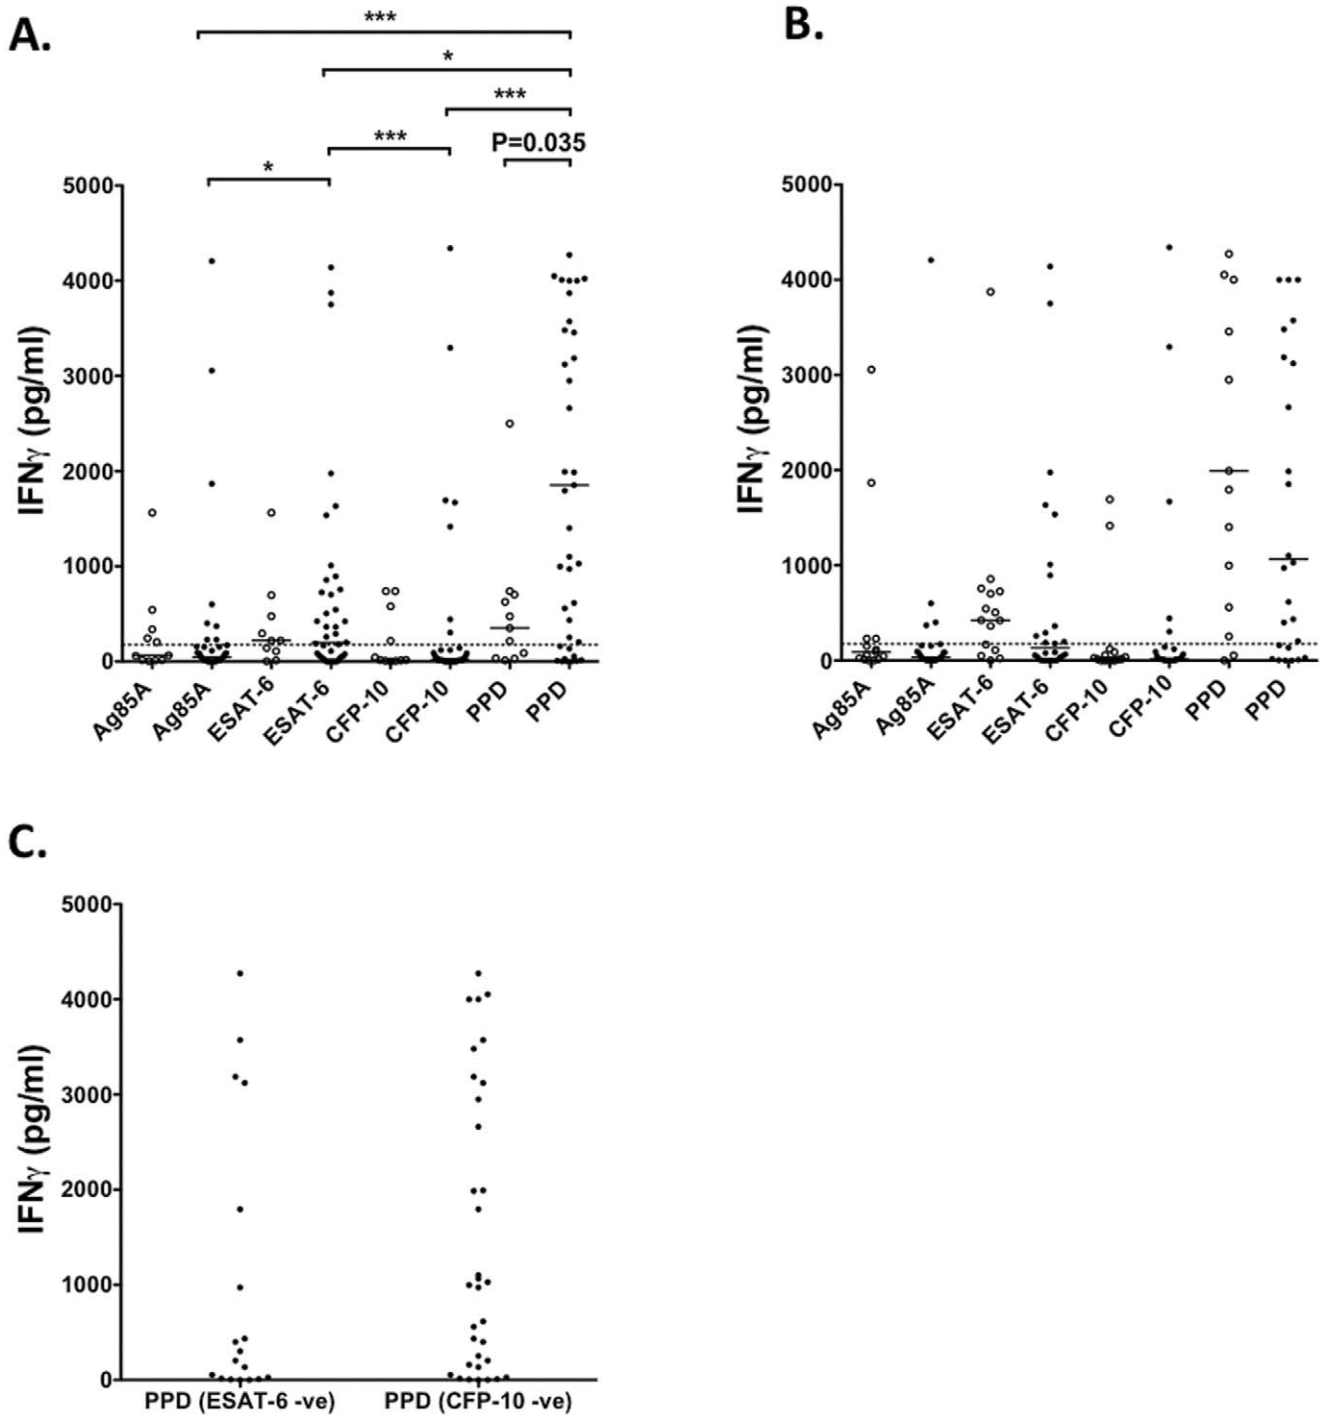 A.
***
*
***
P=0.035
***
*
5000
4000
3000
2000
1000
0
IFNγ (pg/ml)
Ag85A
Ag85A
ESAT-6
ESAT-6
CFP-10
CFP-10
PPD
PPD
B.
5000
4000
3000
2000
1000
0
IFNγ (pg/ml)
Ag85A
Ag85A
ESAT-6
ESAT-6
CFP-10
CFP-10
PPD
PPD
C.
5000
4000
3000
2000
1000
0
IFNγ (pg/ml)
PPD (ESAT-6 -ve)
PPD (CFP-10 -ve)